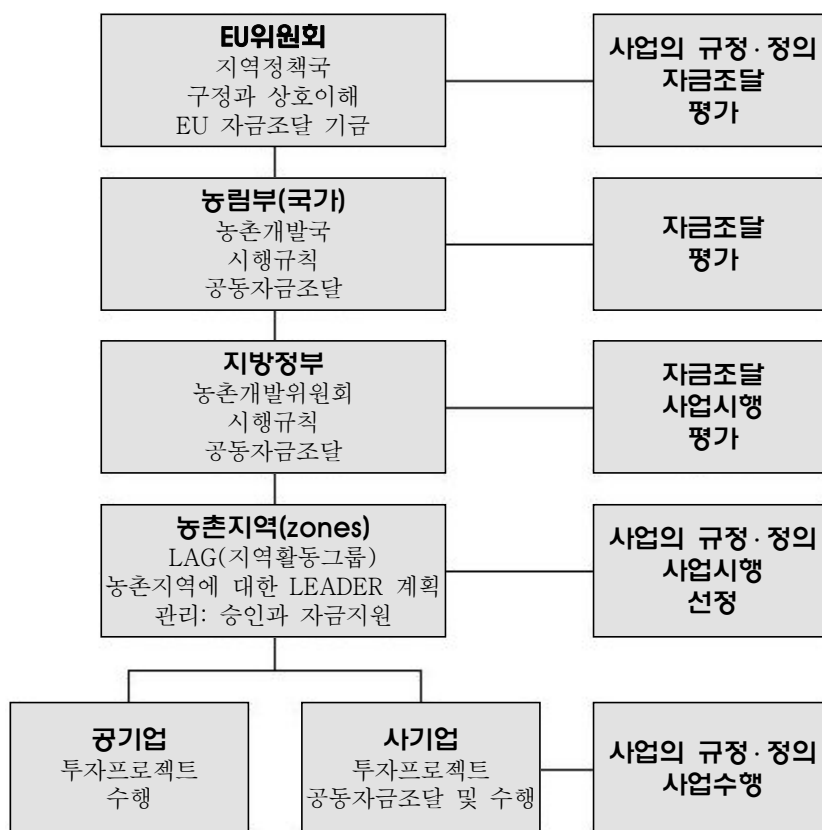 EU위원회
지역정책국
구정과 상호이해
EU 자금조달 기금
사업의 규정·정의
자금조달
평가
농림부(국가)
농촌개발국
시행규칙
공동자금조달
자금조달
평가
지방정부
농촌개발위원회
시행규칙
공동자금조달
자금조달
사업시행
평가
농촌지역(zones)
LAG(지역활동그룹)
농촌지역에 대한 LEADER 계획
관리: 승인과 자금지원
사업의 규정·정의
사업시행
선정
공기업
투자프로젝트
수행
사기업
투자프로젝트
공동자금조달 및 수행
사업의 규정·정의
사업수행